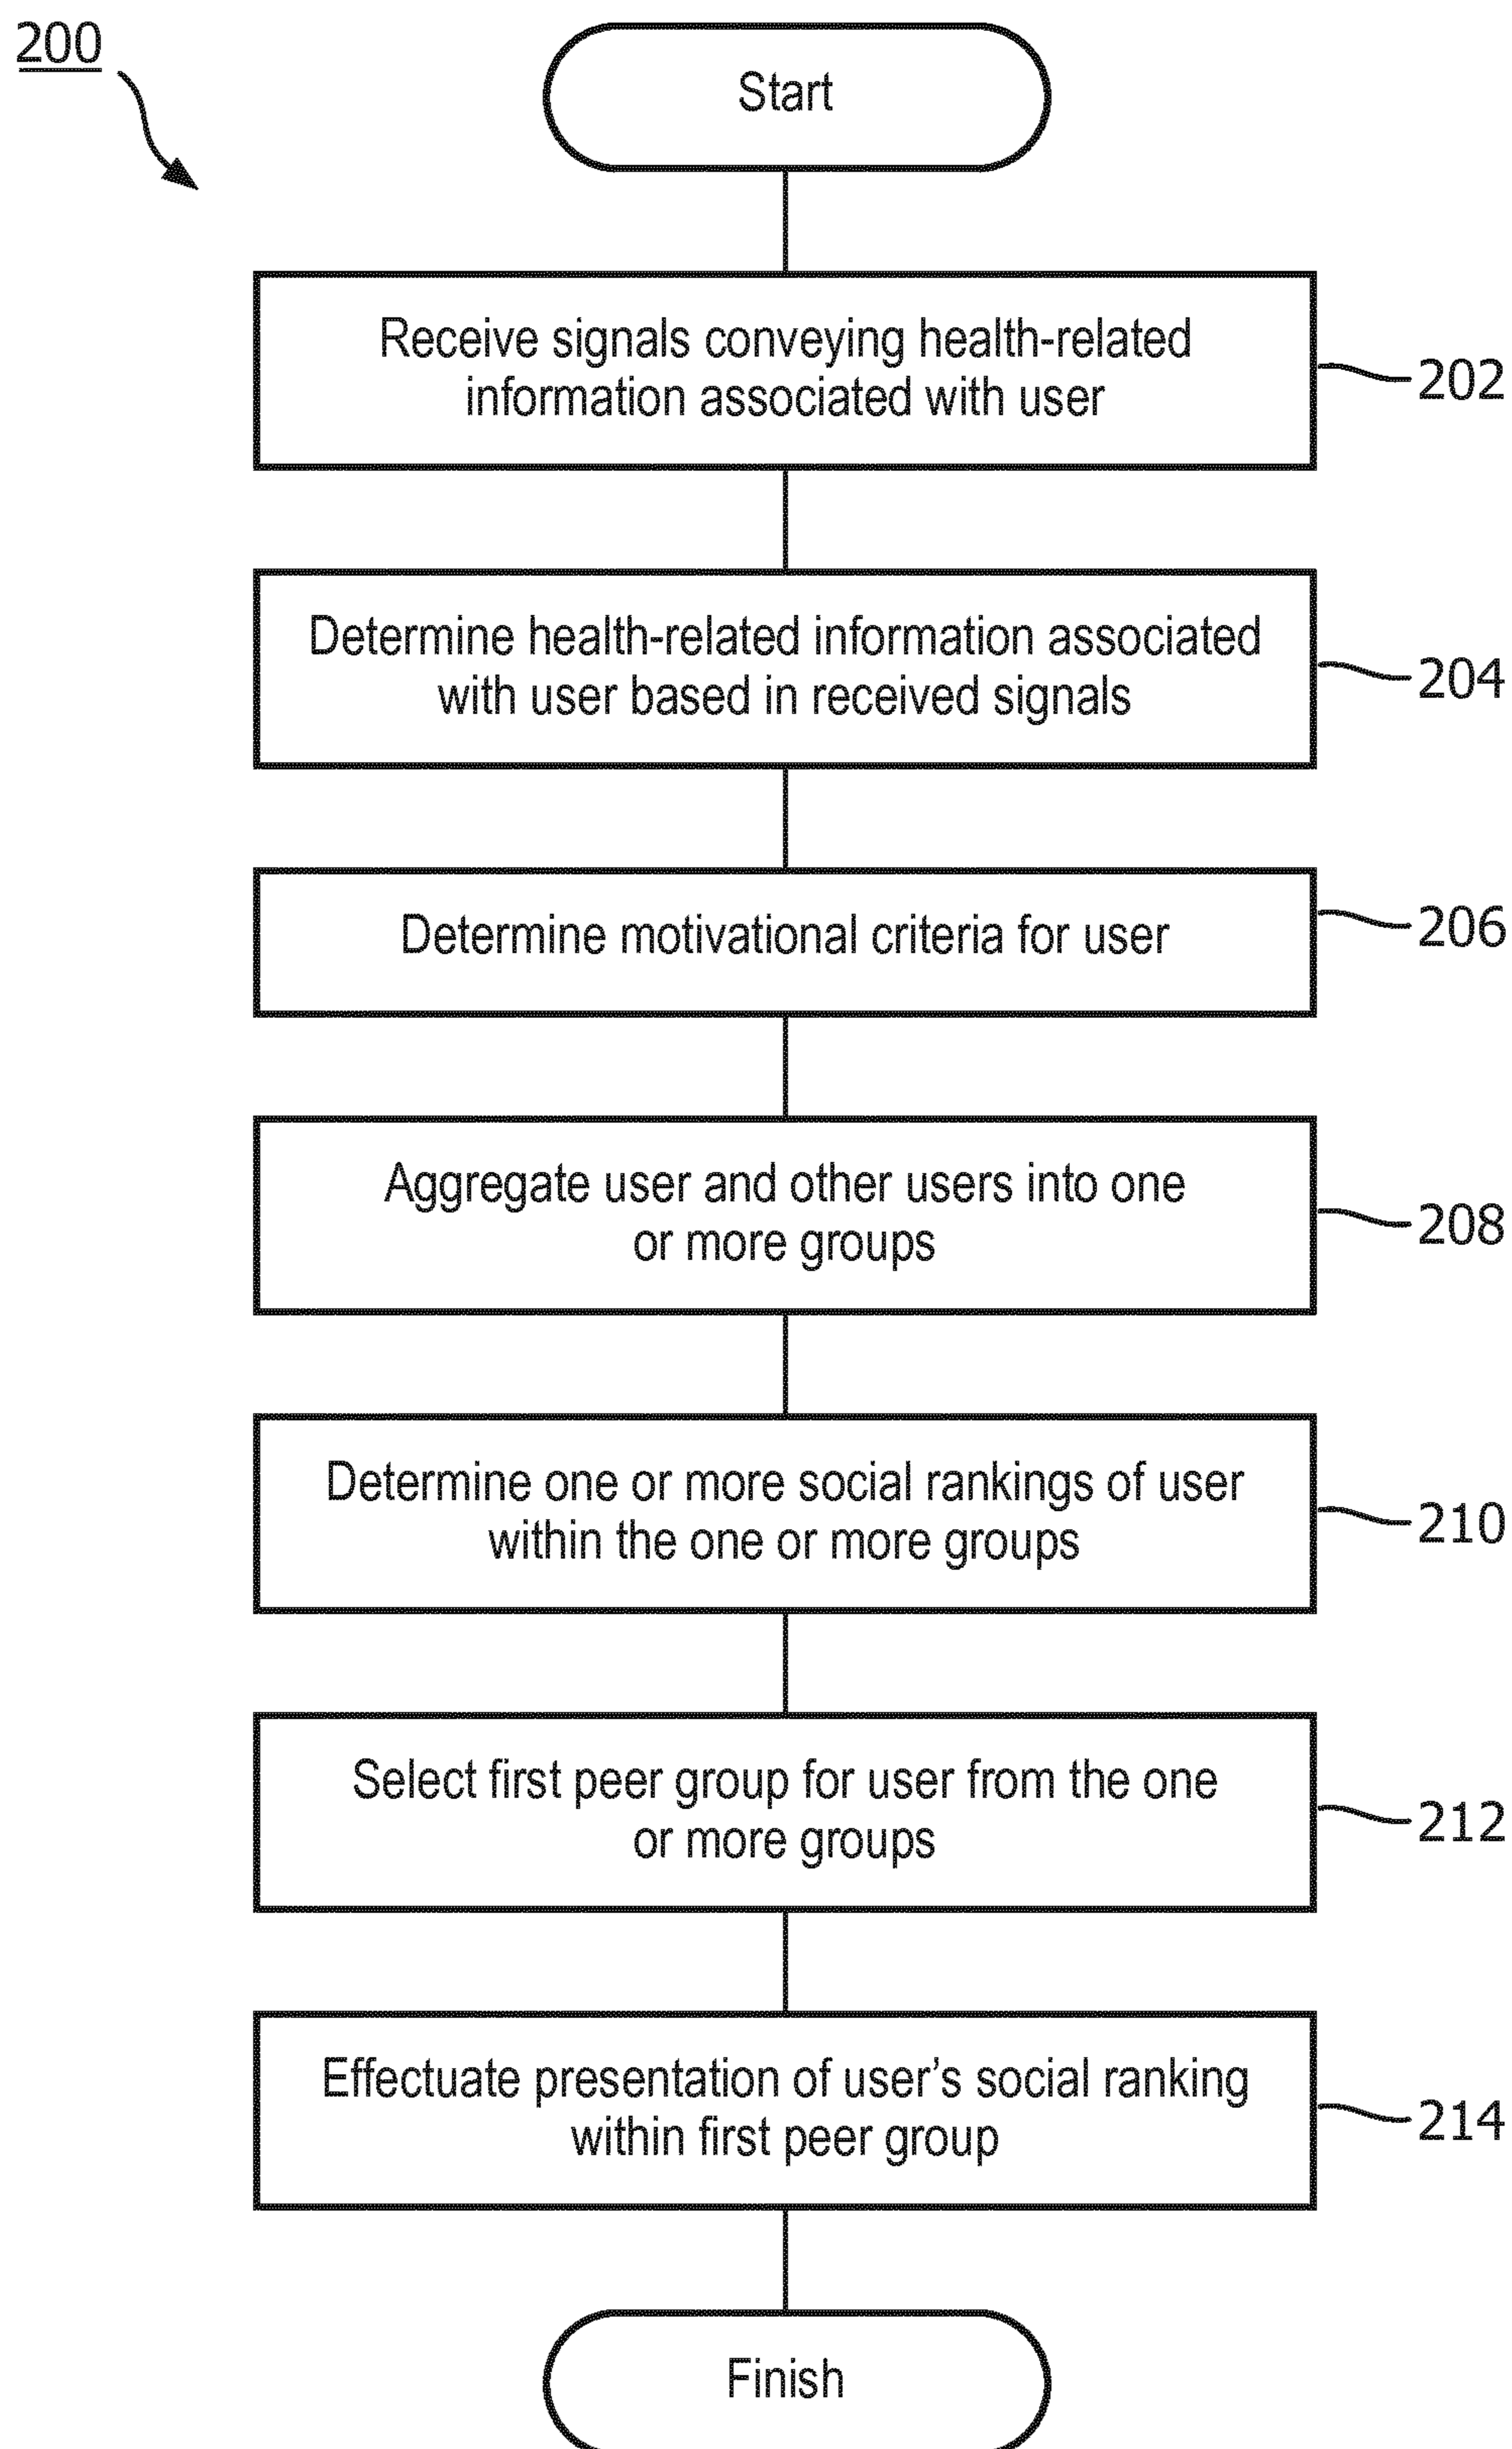 200
Start
Receive signals conveying health-related
information associated with user
202
Determine health-related information associated
with user based in received signals
204
Determine motivational criteria for user
206
Aggregate user and other users into one
or more groups
208
Determine one or more social rankings of user
within the one or more groups
210
Select first peer group for user from the one
or more groups
212
Effectuate presentation of user’s social ranking
within first peer group
214
Finish